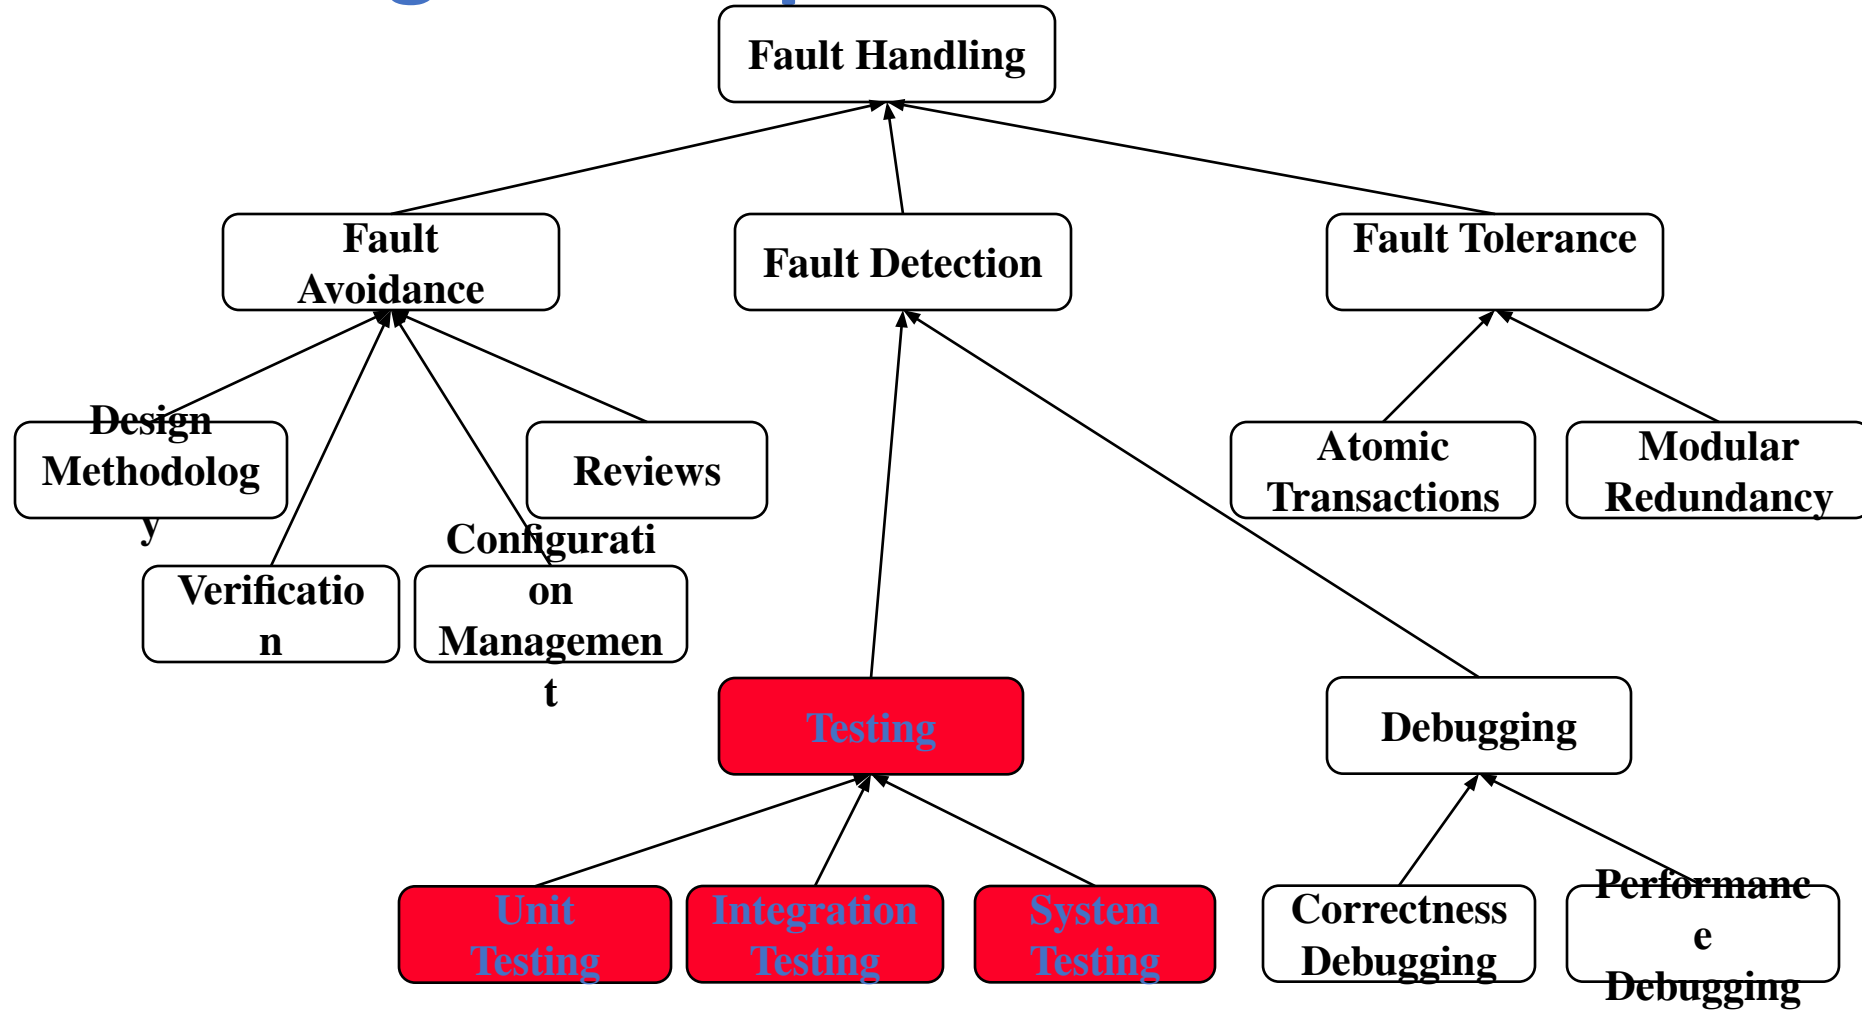 Fault Handling
Fault
Avoidance
Fault Detection
Fault Tolerance
Design
Methodolog
y
Reviews
Atomic
Transactions
Modular
Redundancy
Verificatio
n
Configurati
on
Managemen
t
Testing
Debugging
Unit
Testing
Integration
Testing
System
Testing
Correctness
Debugging
Performanc
e
Debugging